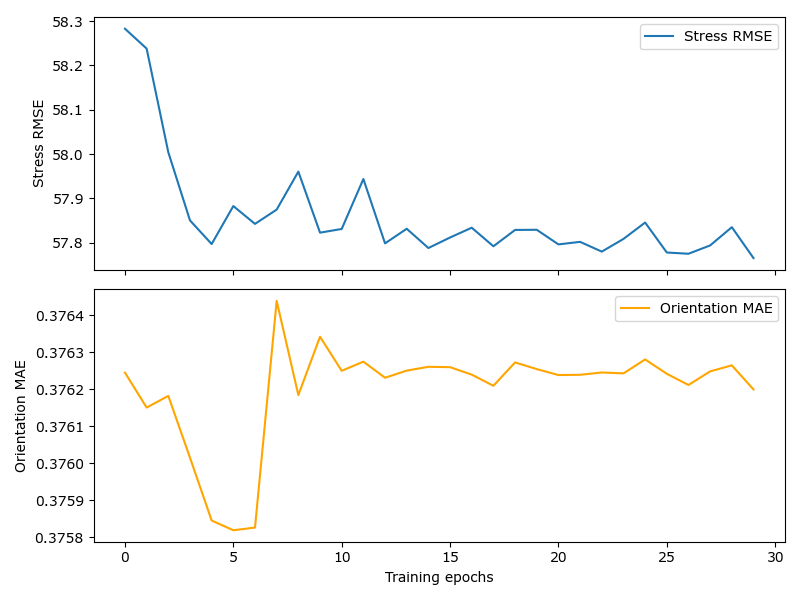 58.3
58.2
58.1
58.0
57.9
57.8
Stress RMSE
Stress RMSE
0.3764
0.3763
0.3762
0.3761
0.3760
0.3759
0.3758
Orientation MAE
Orientation MAE
0 5 10 15 20 25 30
Training epochs